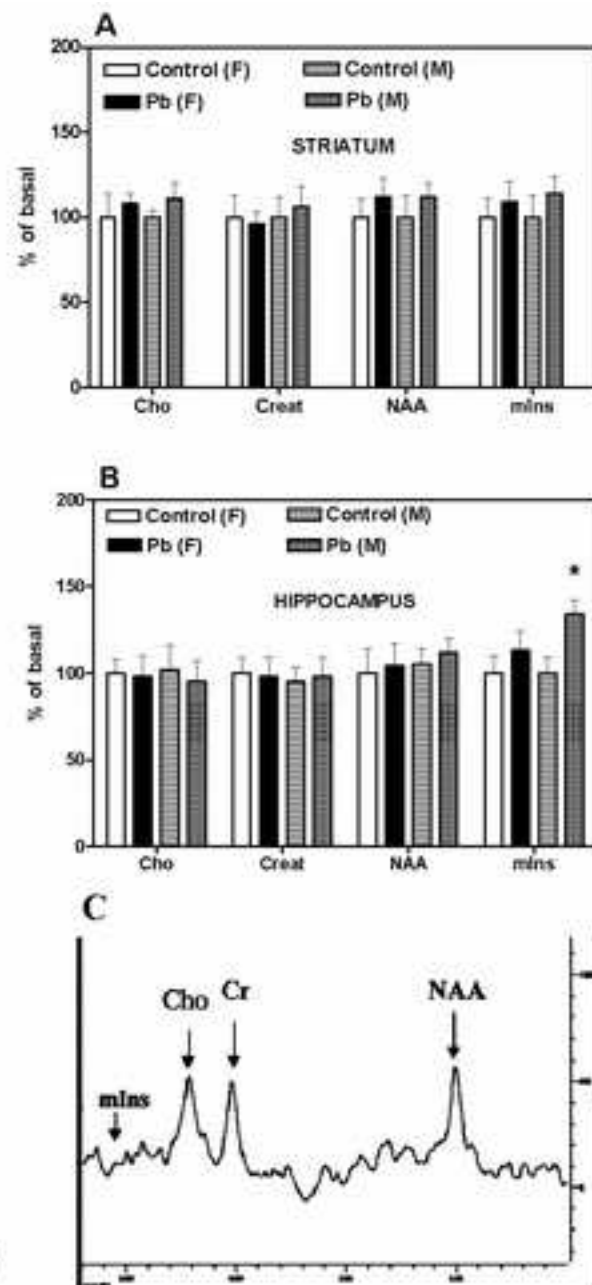 A
200
Control (F) Control (M)
Pb (F) Pb (M)
150
STRIATUM
100
% of basal
50
0
Cho Creat NAA mIns
B
200
Control (F) Control (M)
Pb (F) Pb (M)
150
*
HIPPOCAMPUS
100
% of basal
50
0
Cho Creat NAA mIns
C
Cho Cr NAA
mIns